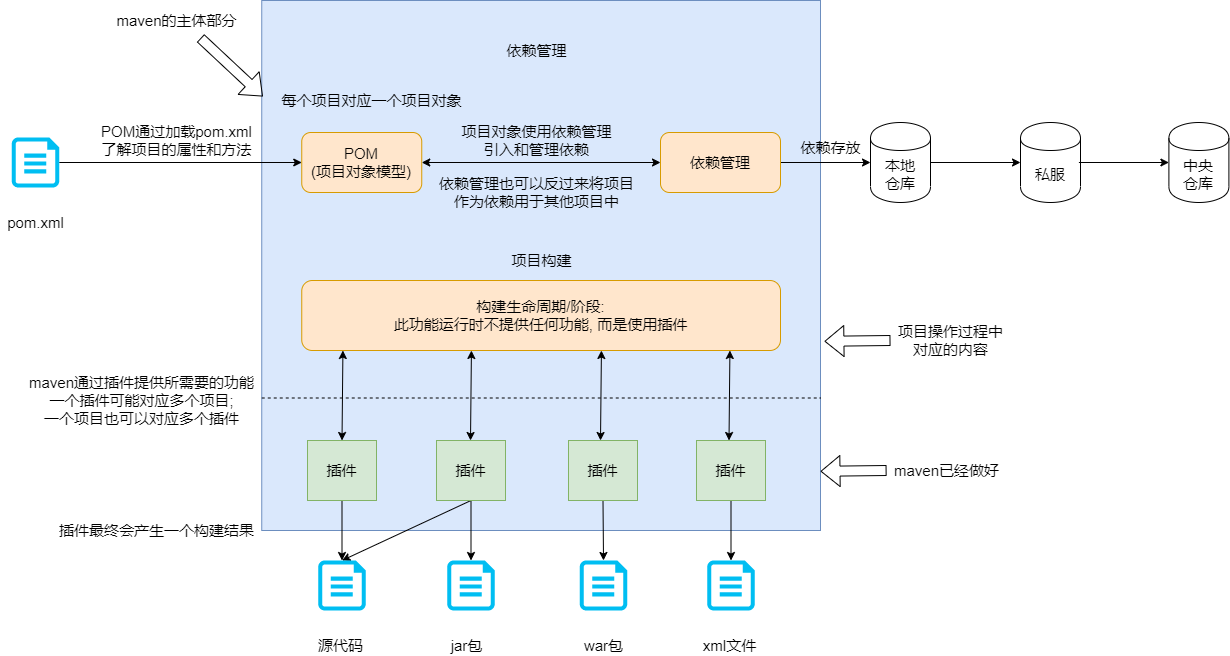 maven的主体部分
依赖管理
每个项目对应一个项目对象
POM通过加载pom.xml
了解项目的属性和方法
pom.xml
POM
(项目对象模型)
项目对象使用依赖管理
引入和管理依赖
依赖管理也可以反过来将项目
作为依赖用于其他项目中
依赖管理
依赖存放
本地
仓库
私服
中央
仓库
项目构建
构建生命周期/阶段:
此功能运行时不提供任何功能, 而是使用插件
项目操作过程中
对应的内容
maven通过插件提供所需要的功能
一个插件可能对应多个项目;
一个项目也可以对应多个插件
插件
插件
插件
插件
maven已经做好
插件最终会产生一个构建结果
源代码
jar包
war包
xml文件